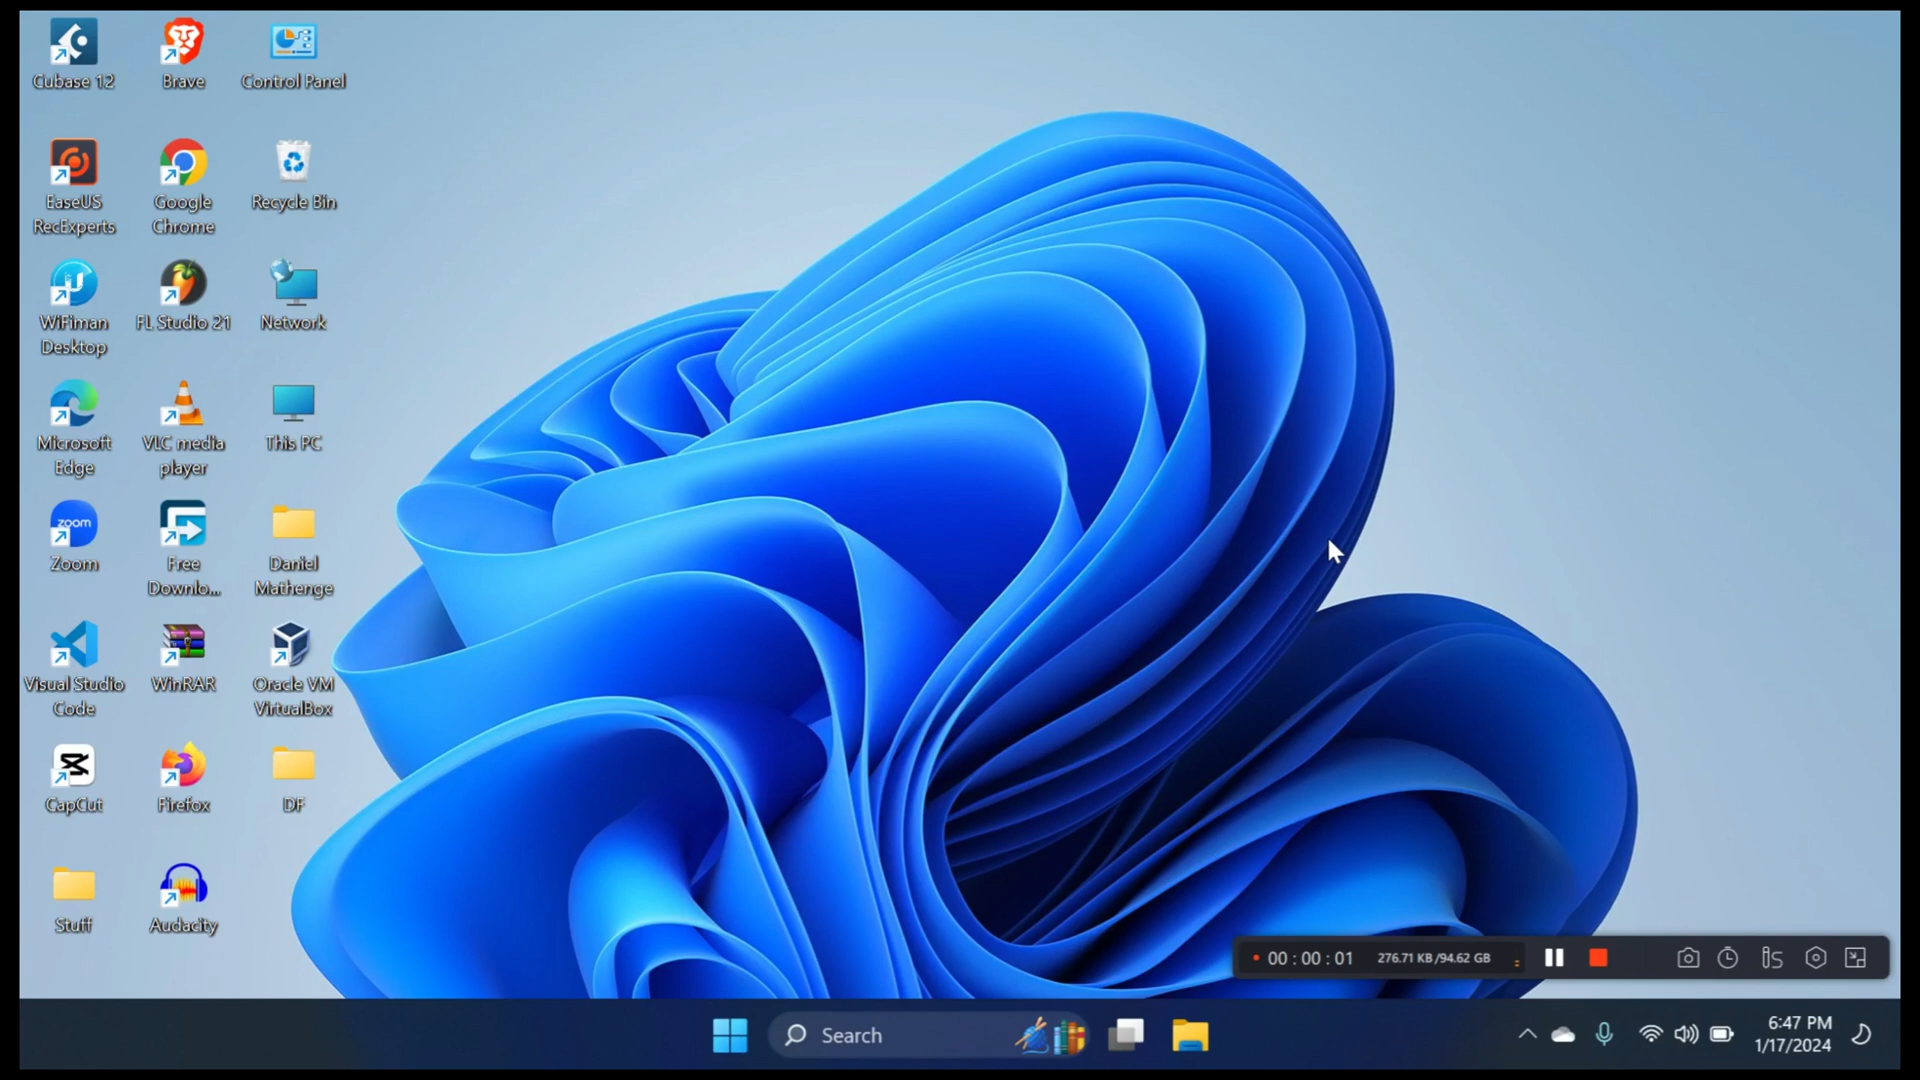 Cubase 12
Brave
Control Panel
EaseUS
RecExperts
Google
Chrome
Recycle Bin
WiFiman
Desktop
FL Studio 21
Network
Microsoft
Edge
VLC media
player
This PC
zoom
Zoom
Free
Downlo...
Daniel
Mathenge
Visual Studio
Code
WinRAR
Oracle VM
VirtualBox
CapCut
Firefox
DF
Stuff
Audacity
00 : 00 : 01 276.71 KB/94.62 GB
Search
6:47 PM
1/17/2024